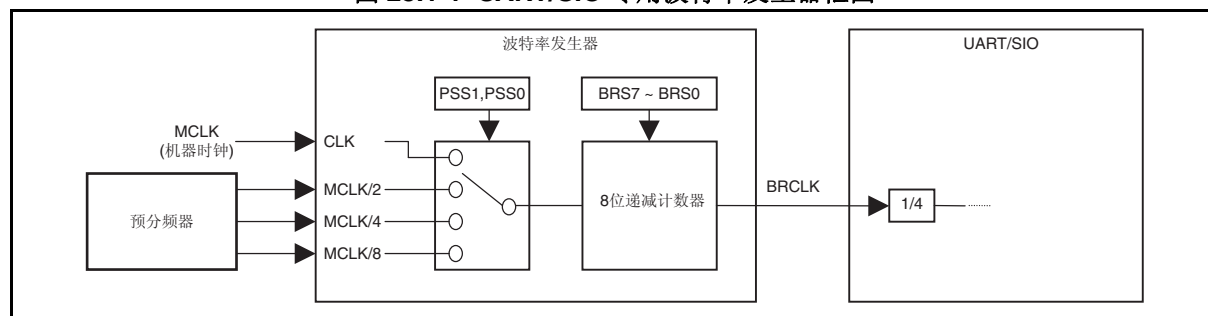 波特率发生器
UART/SIO
PSS1,PSS0
BRS7 ~ BRS0
MCLK
(机器时钟)
CLK
预分频器
MCLK/2
MCLK/4
MCLK/8
8位递减计数器
BRCLK
1/4